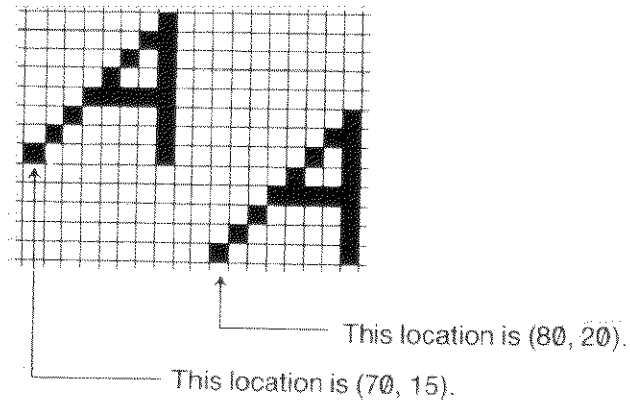 This location is (80, 20).
This location is (70, 15).